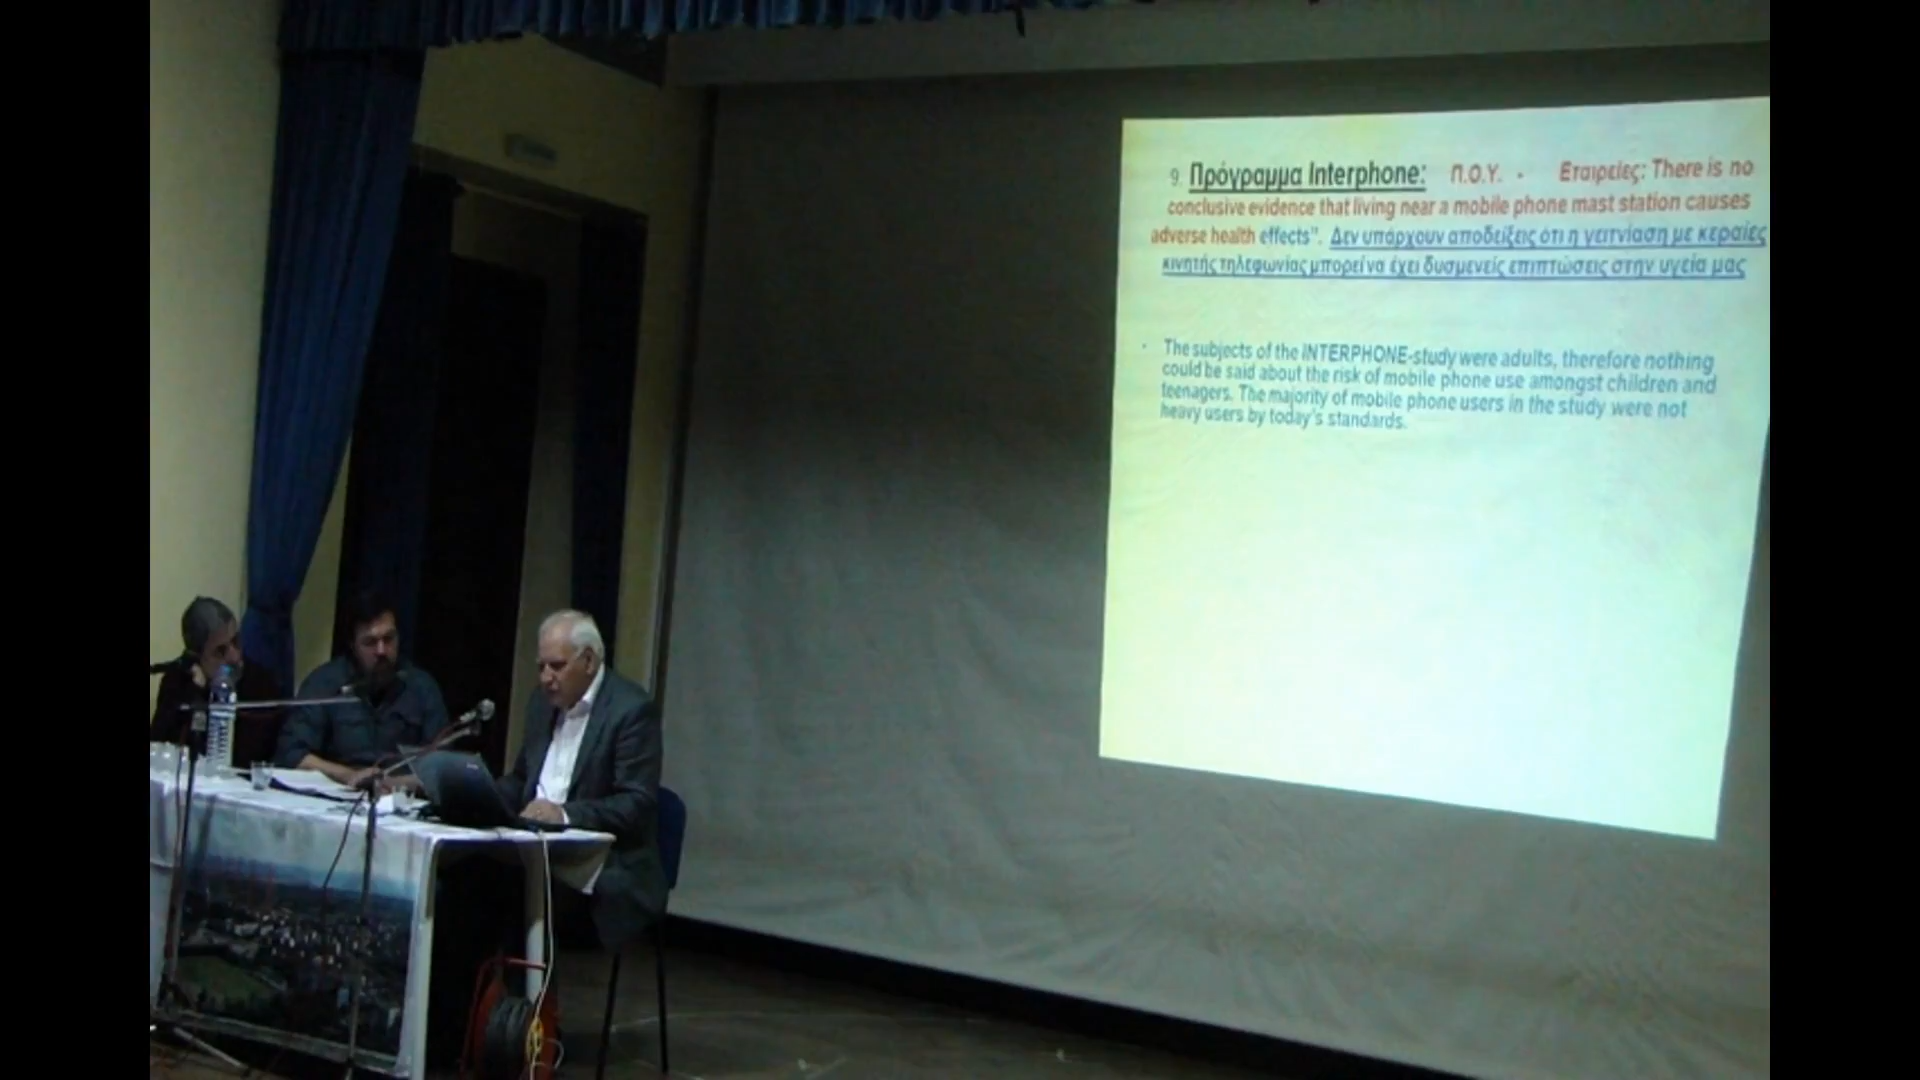 9. Πρόγραμμα Interphone: Π.Ο.Υ. - Εταιρείες: There is no
conclusive evidence that living near a mobile phone mast station causes
adverse health effects". Δεν υπάρχουν αποδείξεις ότι η γειτνίαση με κεραίες
κινητής τηλεφωνίας μπορεί να έχει δυσμενείς επιπτώσεις στην υγεία μας
• The subjects of the INTERPHONE-study were adults, therefore nothing
could be said about the risk of mobile phone use amongst children and
teenagers. The majority of mobile phone users in the study were not
heavy users by today's standards.